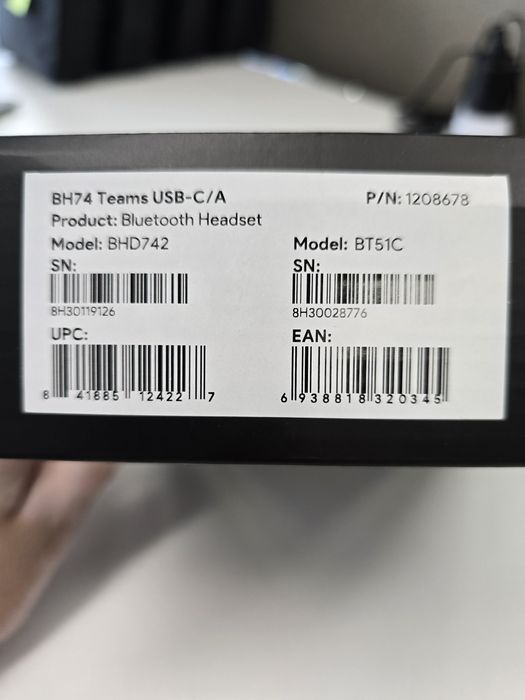 BH74 Teams USB-C/A P/N: 1208678
Product: Bluetooth Headset
Model: BHD742 Model: BT51C
SN: SN:
8H30119126 8H30028776
UPC: EAN:
8 41885 12422 7 6 938818 320345